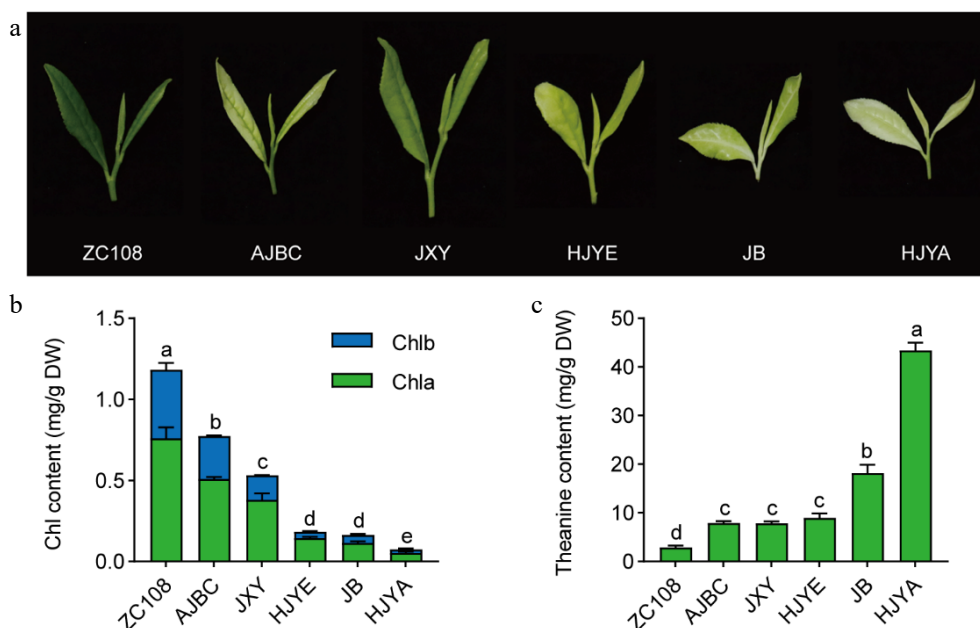 a
ZC108 AJBC JXY HJYE JB HJYA
b
Chl content (mg/g DW)
1.5
1.0
0.5
0.0
Chlb
Chla
a
b
c
d
d
e
ZC108 AJBC JXY HJYE JB HJYA
c
Theanine content (mg/g DW)
50
40
30
20
10
0
d
c
c
c
b
a
ZC108 AJBC JXY HJYE JB HJYA